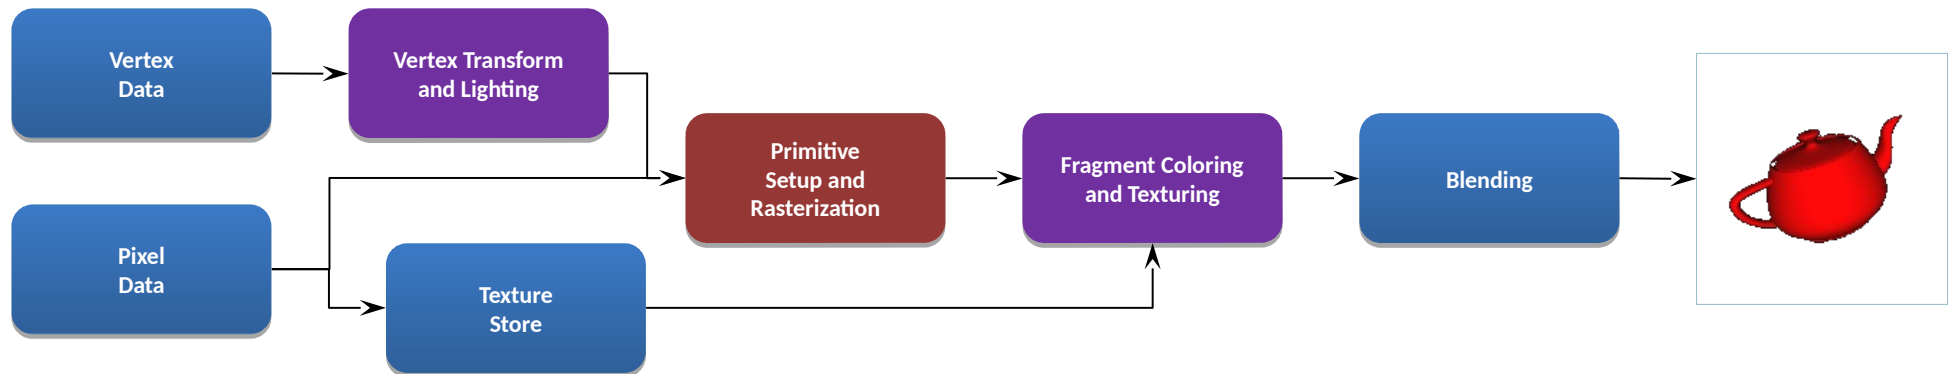 Vertex
Data
Vertex Transform
and Lighting
Primitive
Setup and
Rasterization
Fragment Coloring
and Texturing
Blending
Pixel
Data
Texture
Store